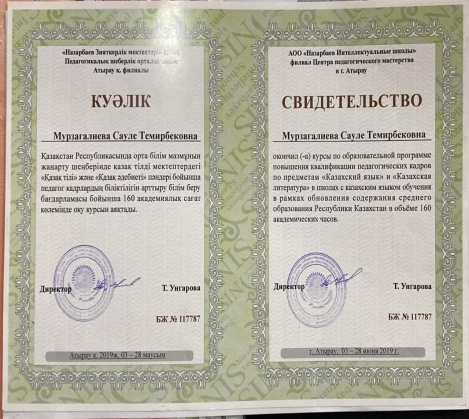 «Назарбаев Зияткерлік мектептері» ДББҰ
Педагогикалық шеберлік орталығының
Атырау қ. филиалы
КУӘЛІК
Мурзагалиева Сауле Темирбековна
Қазақстан Республикасында орта білім мазмұнын
жаңарту шеңберінде қазақ тілді мектептердегі
«Қазақ тілі» және «Қазақ әдебиеті» пәндері бойынша
педагог кадрлардың біліктілігін арттыру білім беру
бағдарламасы бойынша 160 академиялық сағат
көлемінде оқу курсын аяқтады.
Директор
Т. Унгарова
БЖ № 117787
Атырау қ. 2019ж. 03 – 28 маусым
АОО «Назарбаев Интеллектуальные школы»
филиал Центра педагогического мастерства
в г. Атырау
СВИДЕТЕЛЬСТВО
Мурзагалиева Сауле Темирбековна
окончил (-а) курсы по образовательной программе
повышения квалификации педагогических кадров
по предметам «Казахский язык» и «Казахская
литература» в школах с казахским языком обучения
в рамках обновления содержания среднего
образования Республики Казахстан в объёме 160
академических часов.
Директор
Т. Унгарова
БЖ № 117787
г. Атырау, 03 – 28 июня 2019 г.